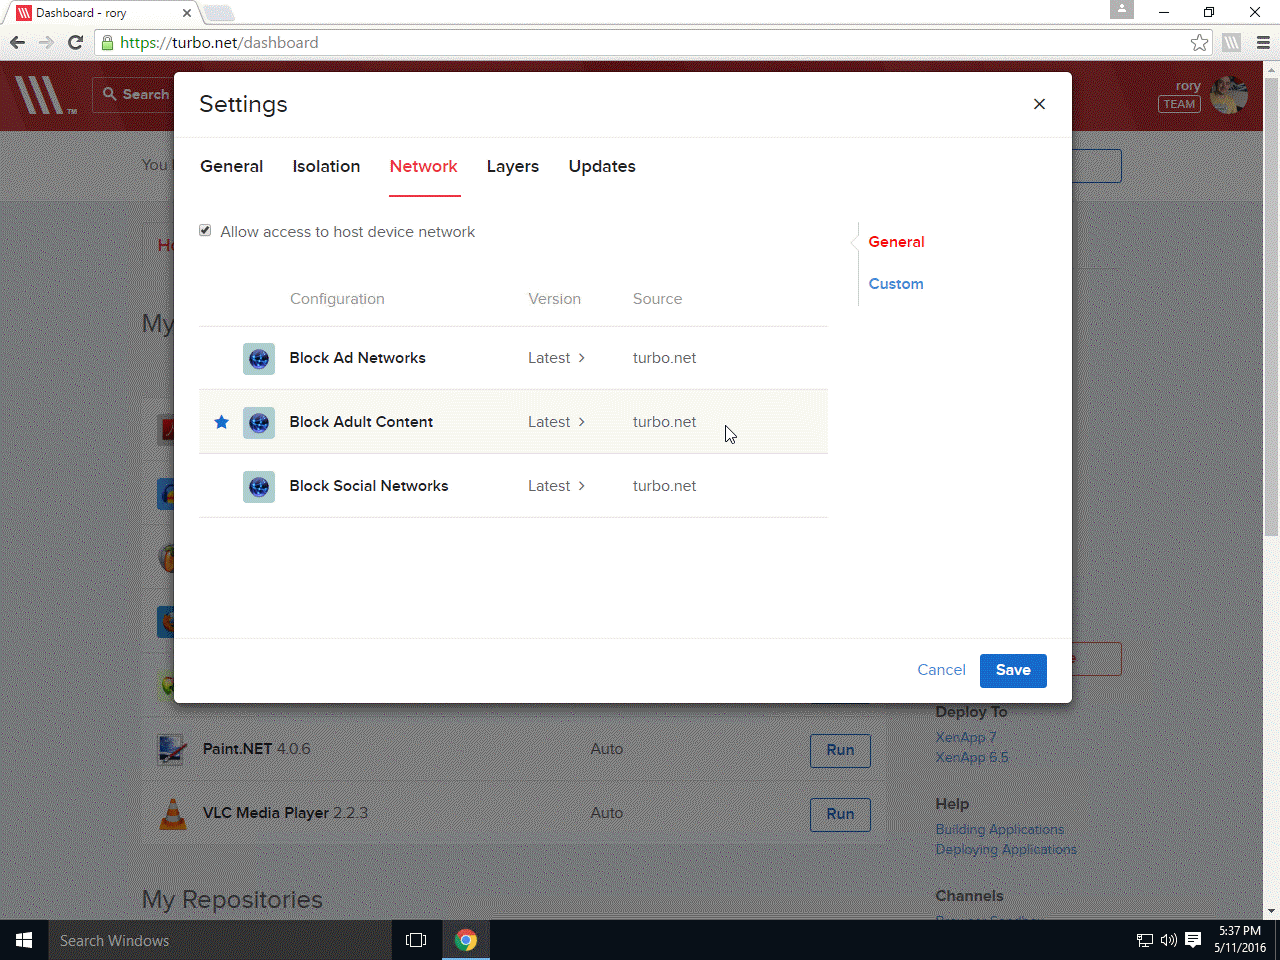 Dashboard - rory
https://turbo.net/dashboard
Search
rory
TEAM
Settings
You
General Isolation Network Layers Updates
Allow access to host device network
General
Custom
Configuration Version Source
My
Block Ad Networks Latest > turbo.net
Block Adult Content Latest > turbo.net
Block Social Networks Latest > turbo.net
Cancel Save
Deploy To
XenApp 7
XenApp 6.5
Paint.NET 4.0.6 Auto Run
Help
VLC Media Player 2.2.3 Auto Run
Building Applications
Deploying Applications
My Repositories
Channels
Search Windows
5:37 PM
5/11/2016